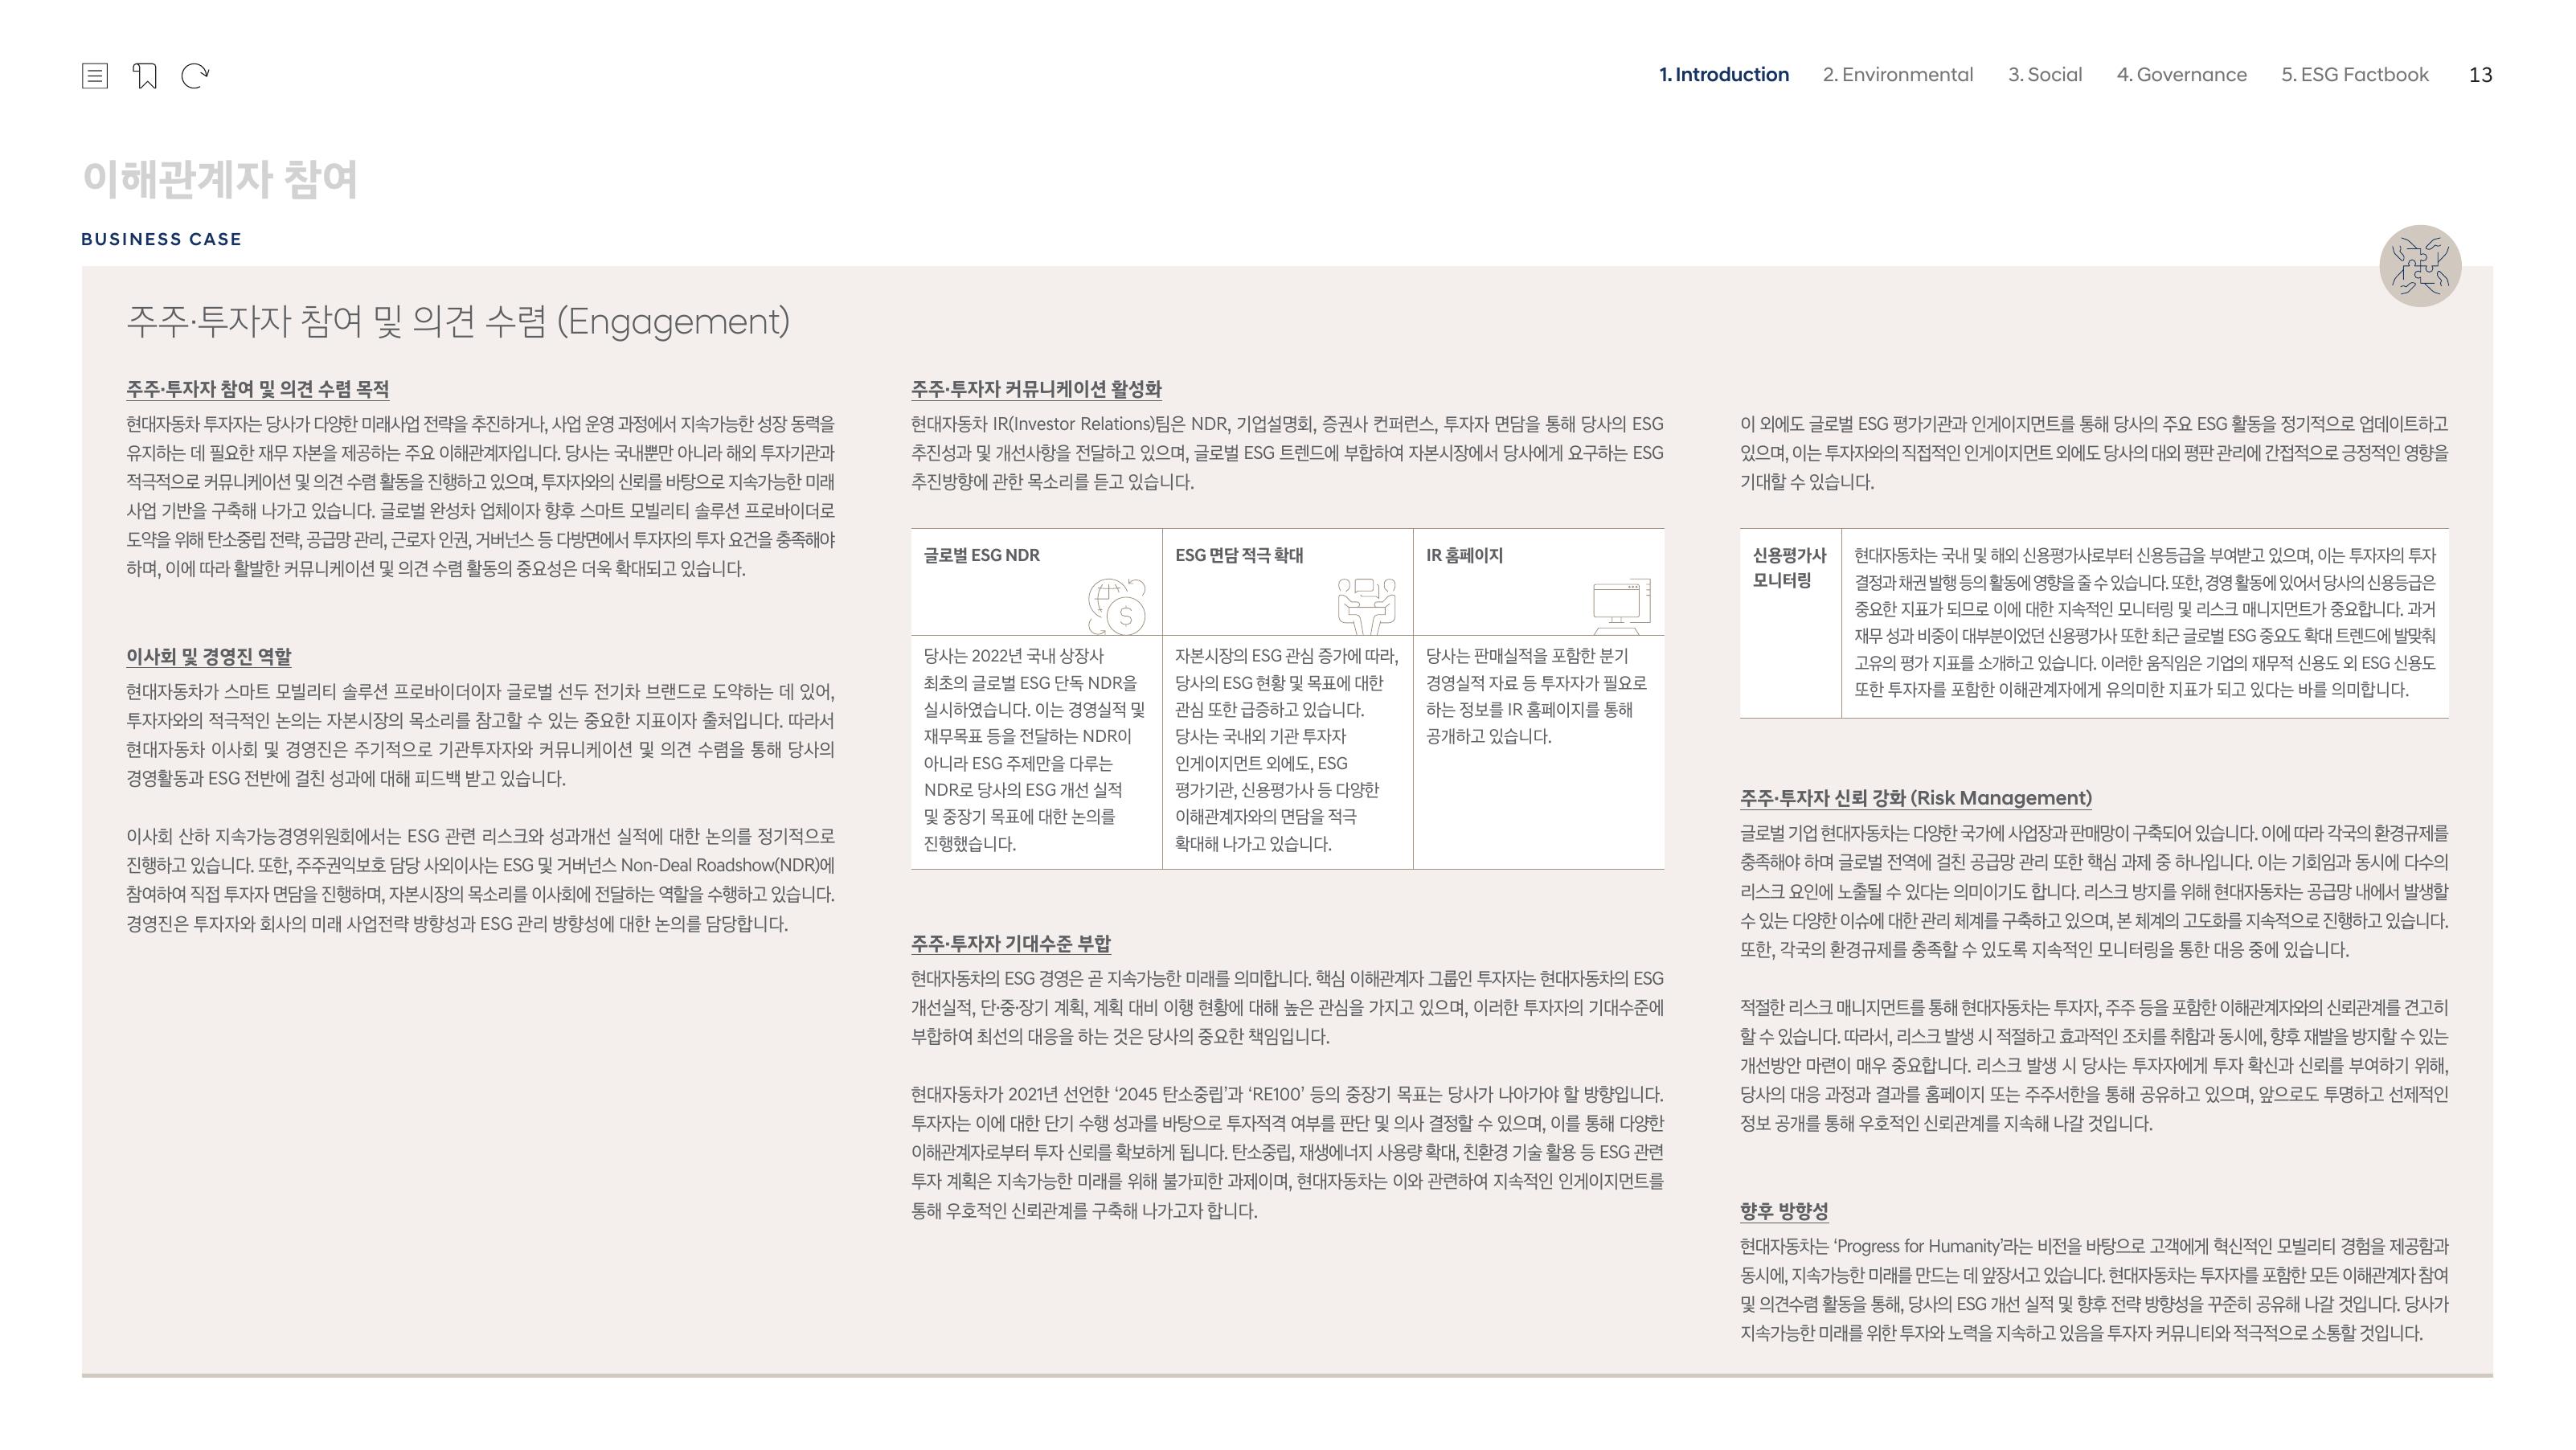 1. Introduction 2. Environmental 3. Social 4. Governance 5. ESG Factbook 13
이해관계자 참여
BUSINESS CASE
주주·투자자 참여 및 의견 수렴 (Engagement)
주주·투자자 참여 및 의견 수렴 목적
현대자동차 투자자는 당사가 다양한 미래사업 전략을 추진하거나, 사업 운영 과정에서 지속가능한 성장 동력을
유지하는 데 필요한 재무 자본을 제공하는 주요 이해관계자입니다. 당사는 국내뿐만 아니라 해외 투자기관과
적극적으로 커뮤니케이션 및 의견 수렴 활동을 진행하고 있으며, 투자자와의 신뢰를 바탕으로 지속가능한 미래
사업 기반을 구축해 나가고 있습니다. 글로벌 완성차 업체이자 향후 스마트 모빌리티 솔루션 프로바이더로
도약을 위해 탄소중립 전략, 공급망 관리, 근로자 인권, 거버넌스 등 다방면에서 투자자의 투자 요건을 충족해야
하며, 이에 따라 활발한 커뮤니케이션 및 의견 수렴 활동의 중요성은 더욱 확대되고 있습니다.
이사회 및 경영진 역할
현대자동차가 스마트 모빌리티 솔루션 프로바이더이자 글로벌 선두 전기차 브랜드로 도약하는 데 있어,
투자자와의 적극적인 논의는 자본시장의 목소리를 참고할 수 있는 중요한 지표이자 출처입니다. 따라서
현대자동차 이사회 및 경영진은 주기적으로 기관투자자와 커뮤니케이션 및 의견 수렴을 통해 당사의
경영활동과 ESG 전반에 걸친 성과에 대해 피드백 받고 있습니다.
이사회 산하 지속가능경영위원회에서는 ESG 관련 리스크와 성과개선 실적에 대한 논의를 정기적으로
진행하고 있습니다. 또한, 주주권익보호 담당 사외이사는 ESG 및 거버넌스 Non-Deal Roadshow(NDR)에
참여하여 직접 투자자 면담을 진행하며, 자본시장의 목소리를 이사회에 전달하는 역할을 수행하고 있습니다.
경영진은 투자자와 회사의 미래 사업전략 방향성과 ESG 관리 방향성에 대한 논의를 담당합니다.
주주·투자자 커뮤니케이션 활성화
현대자동차 IR(Investor Relations)팀은 NDR, 기업설명회, 증권사 컨퍼런스, 투자자 면담을 통해 당사의 ESG
추진성과 및 개선사항을 전달하고 있으며, 글로벌 ESG 트렌드에 부합하여 자본시장에서 당사에게 요구하는 ESG
추진방향에 관한 목소리를 듣고 있습니다.
글로벌 ESG NDR
당사는 2022년 국내 상장사
최초의 글로벌 ESG 단독 NDR을
실시하였습니다. 이는 경영실적 및
재무목표 등을 전달하는 NDR이
아니라 ESG 주제만을 다루는
NDR로 당사의 ESG 개선 실적
및 중장기 목표에 대한 논의를
진행했습니다.
ESG 면담 적극 확대
자본시장의 ESG 관심 증가에 따라,
당사의 ESG 현황 및 목표에 대한
관심 또한 급증하고 있습니다.
당사는 국내외 기관 투자자
인게이지먼트 외에도, ESG
평가기관, 신용평가사 등 다양한
이해관계자와의 면담을 적극
확대해 나가고 있습니다.
IR 홈페이지
당사는 판매실적을 포함한 분기
경영실적 자료 등 투자자가 필요로
하는 정보를 IR 홈페이지를 통해
공개하고 있습니다.
주주·투자자 기대수준 부합
현대자동차의 ESG 경영은 곧 지속가능한 미래를 의미합니다. 핵심 이해관계자 그룹인 투자자는 현대자동차의 ESG
개선실적, 단·중·장기 계획, 계획 대비 이행 현황에 대해 높은 관심을 가지고 있으며, 이러한 투자자의 기대수준에
부합하여 최선의 대응을 하는 것은 당사의 중요한 책임입니다.
현대자동차가 2021년 선언한 ‘2045 탄소중립’과 ‘RE100’ 등의 중장기 목표는 당사가 나아가야 할 방향입니다.
투자자는 이에 대한 단기 수행 성과를 바탕으로 투자적격 여부를 판단 및 의사 결정할 수 있으며, 이를 통해 다양한
이해관계자로부터 투자 신뢰를 확보하게 됩니다. 탄소중립, 재생에너지 사용량 확대, 친환경 기술 활용 등 ESG 관련
투자 계획은 지속가능한 미래를 위해 불가피한 과제이며, 현대자동차는 이와 관련하여 지속적인 인게이지먼트를
통해 우호적인 신뢰관계를 구축해 나가고자 합니다.
이 외에도 글로벌 ESG 평가기관과 인게이지먼트를 통해 당사의 주요 ESG 활동을 정기적으로 업데이트하고
있으며, 이는 투자자와의 직접적인 인게이지먼트 외에도 당사의 대외 평판 관리에 간접적으로 긍정적인 영향을
기대할 수 있습니다.
신용평가사
모니터링
현대자동차는 국내 및 해외 신용평가사로부터 신용등급을 부여받고 있으며, 이는 투자자의 투자
결정과 채권 발행 등의 활동에 영향을 줄 수 있습니다. 또한, 경영 활동에 있어서 당사의 신용등급은
중요한 지표가 되므로 이에 대한 지속적인 모니터링 및 리스크 매니지먼트가 중요합니다. 과거
재무 성과 비중이 대부분이었던 신용평가사 또한 최근 글로벌 ESG 중요도 확대 트렌드에 발맞춰
고유의 평가 지표를 소개하고 있습니다. 이러한 움직임은 기업의 재무적 신용도 외 ESG 신용도
또한 투자자를 포함한 이해관계자에게 유의미한 지표가 되고 있다는 바를 의미합니다.
주주·투자자 신뢰 강화 (Risk Management)
글로벌 기업 현대자동차는 다양한 국가에 사업장과 판매망이 구축되어 있습니다. 이에 따라 각국의 환경규제를
충족해야 하며 글로벌 전역에 걸친 공급망 관리 또한 핵심 과제 중 하나입니다. 이는 기회임과 동시에 다수의
리스크 요인에 노출될 수 있다는 의미이기도 합니다. 리스크 방지를 위해 현대자동차는 공급망 내에서 발생할
수 있는 다양한 이슈에 대한 관리 체계를 구축하고 있으며, 본 체계의 고도화를 지속적으로 진행하고 있습니다.
또한, 각국의 환경규제를 충족할 수 있도록 지속적인 모니터링을 통한 대응 중에 있습니다.
적절한 리스크 매니지먼트를 통해 현대자동차는 투자자, 주주 등을 포함한 이해관계자와의 신뢰관계를 견고히
할 수 있습니다. 따라서, 리스크 발생 시 적절하고 효과적인 조치를 취함과 동시에, 향후 재발을 방지할 수 있는
개선방안 마련이 매우 중요합니다. 리스크 발생 시 당사는 투자자에게 투자 확신과 신뢰를 부여하기 위해,
당사의 대응 과정과 결과를 홈페이지 또는 주주서한을 통해 공유하고 있으며, 앞으로도 투명하고 선제적인
정보 공개를 통해 우호적인 신뢰관계를 지속해 나갈 것입니다.
향후 방향성
현대자동차는 ‘Progress for Humanity’라는 비전을 바탕으로 고객에게 혁신적인 모빌리티 경험을 제공함과
동시에, 지속가능한 미래를 만드는 데 앞장서고 있습니다. 현대자동차는 투자자를 포함한 모든 이해관계자 참여
및 의견수렴 활동을 통해, 당사의 ESG 개선 실적 및 향후 전략 방향성을 꾸준히 공유해 나갈 것입니다. 당사가
지속가능한 미래를 위한 투자와 노력을 지속하고 있음을 투자자 커뮤니티와 적극적으로 소통할 것입니다.